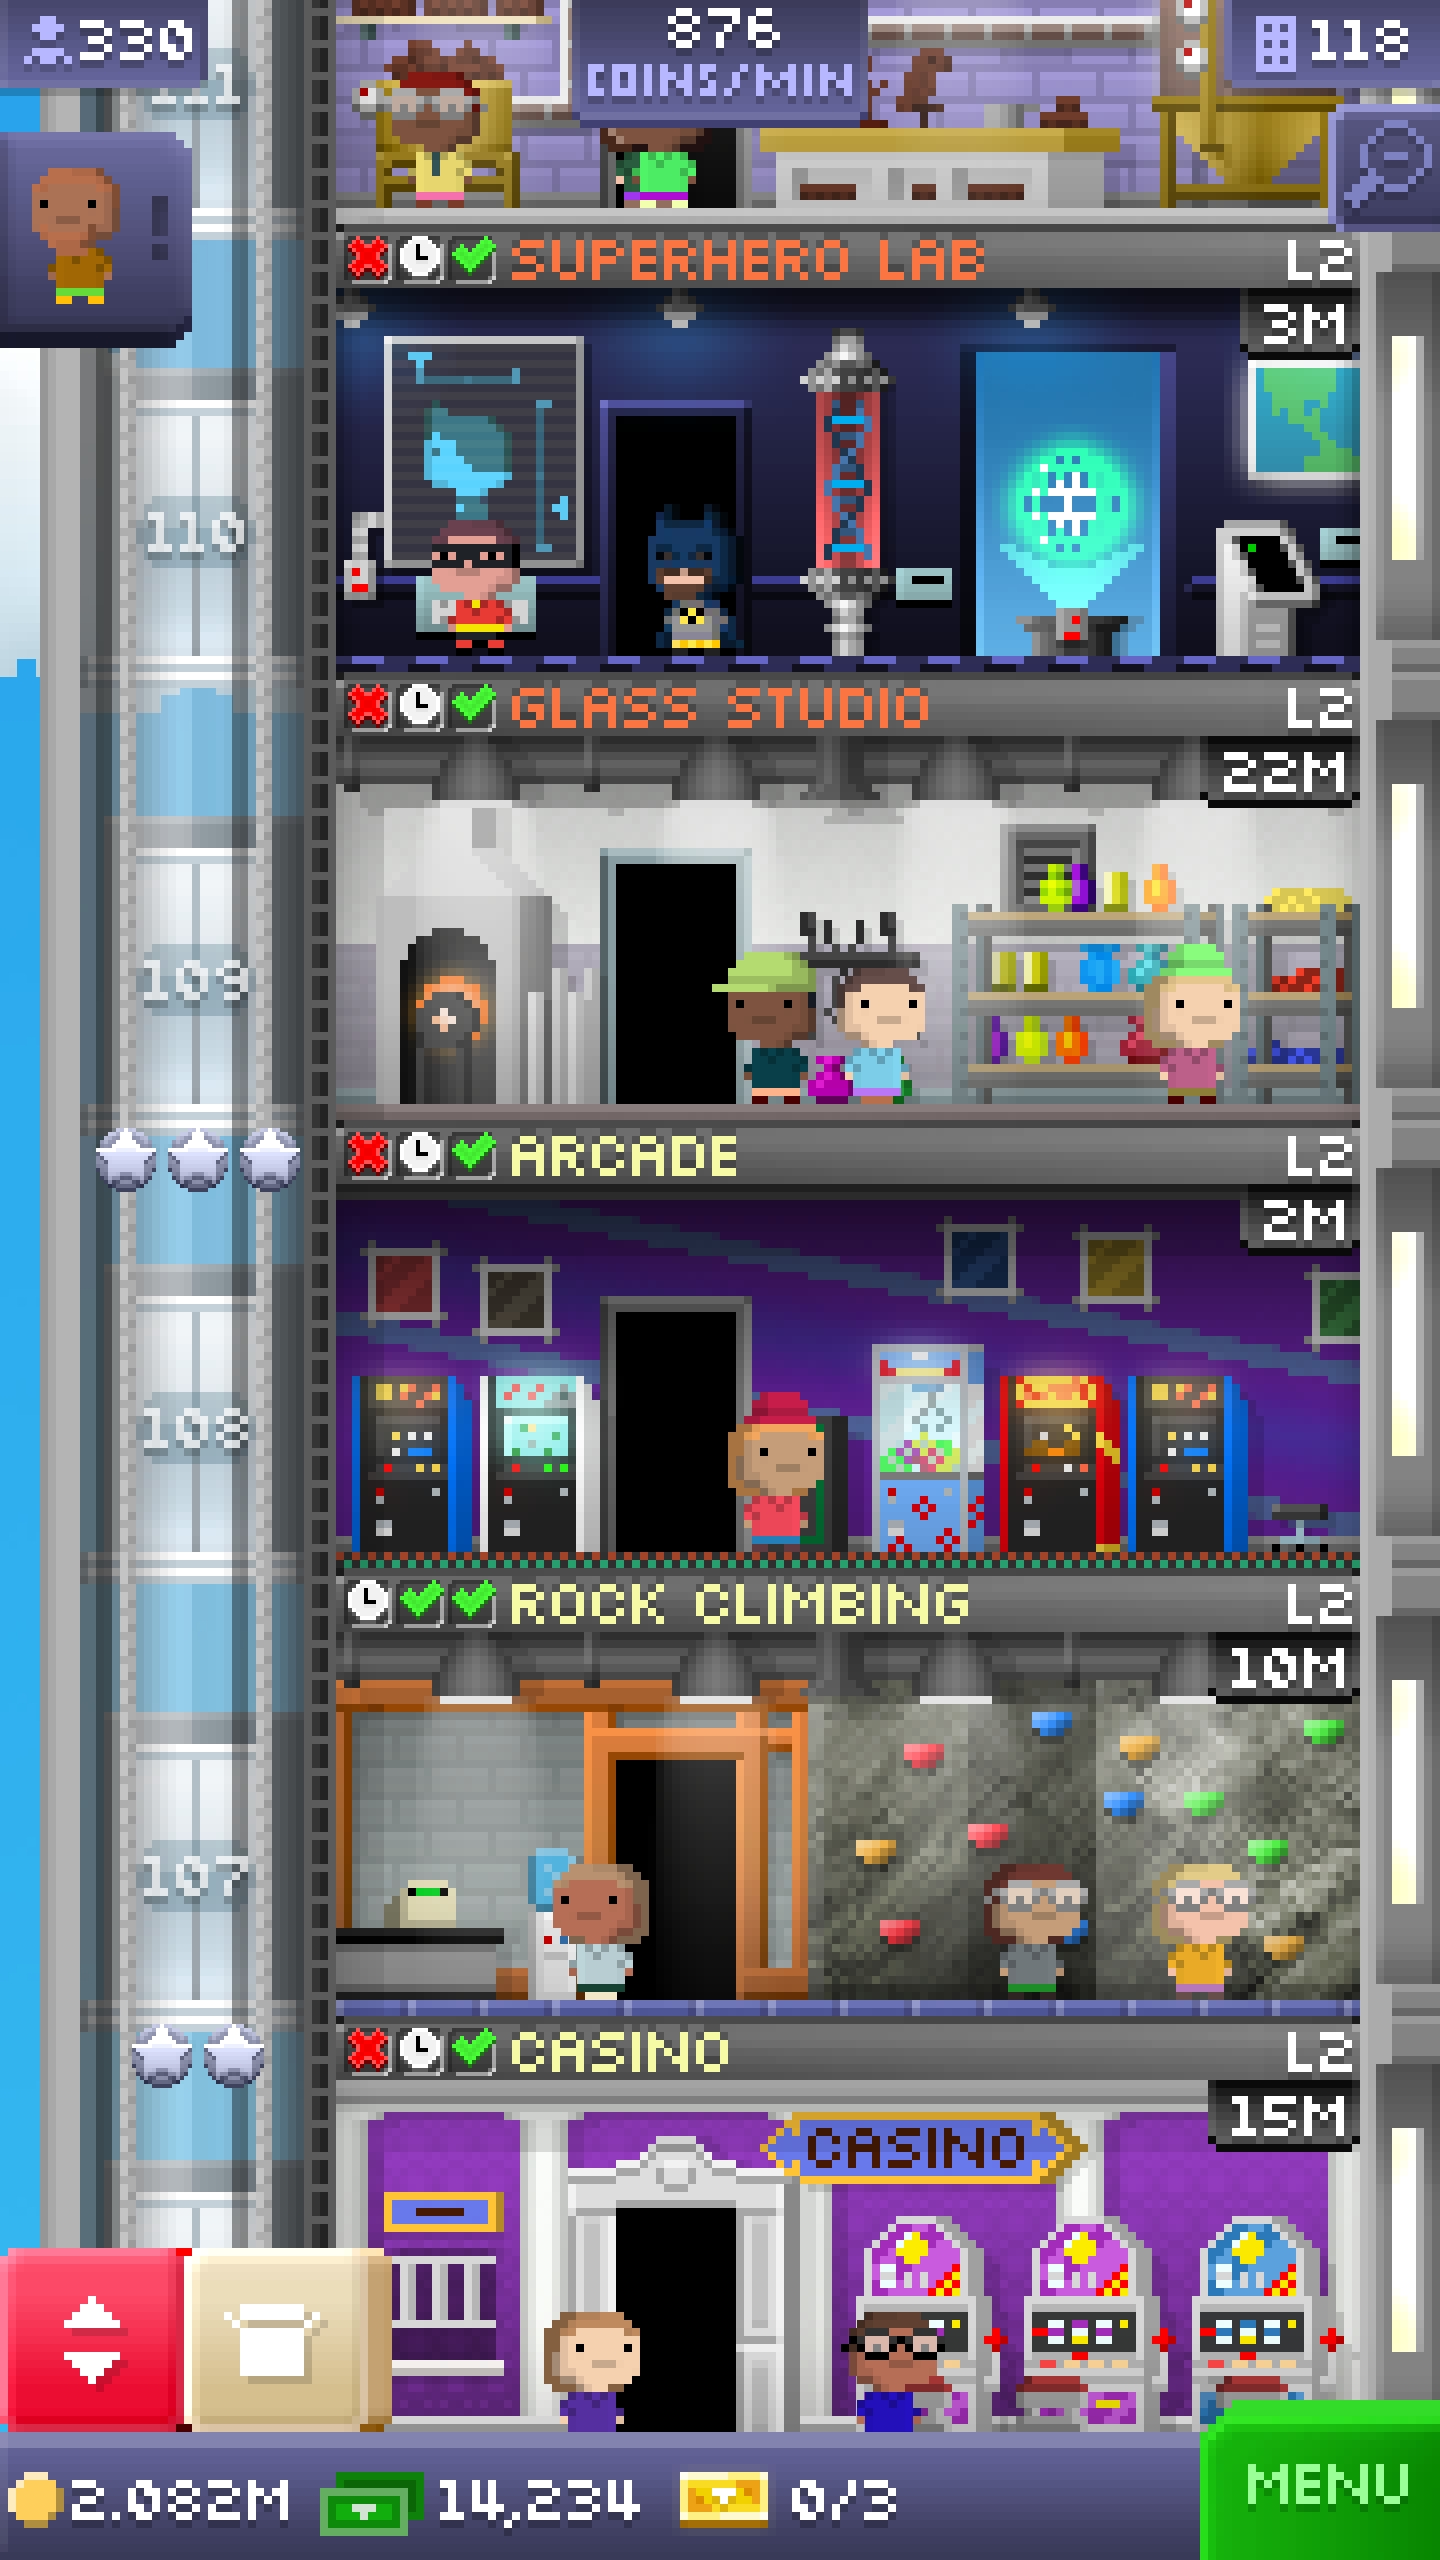 330
876
COINS/MIN
118
SUPERHERO LAB L2
3M
110
GLASS STUDIO L2
22M
109
ARCADE L2
2M
108
ROCK CLIMBING L2
10M
107
CASINO L2
15M
CASINO
2.082M 14,234 0/3
MENU